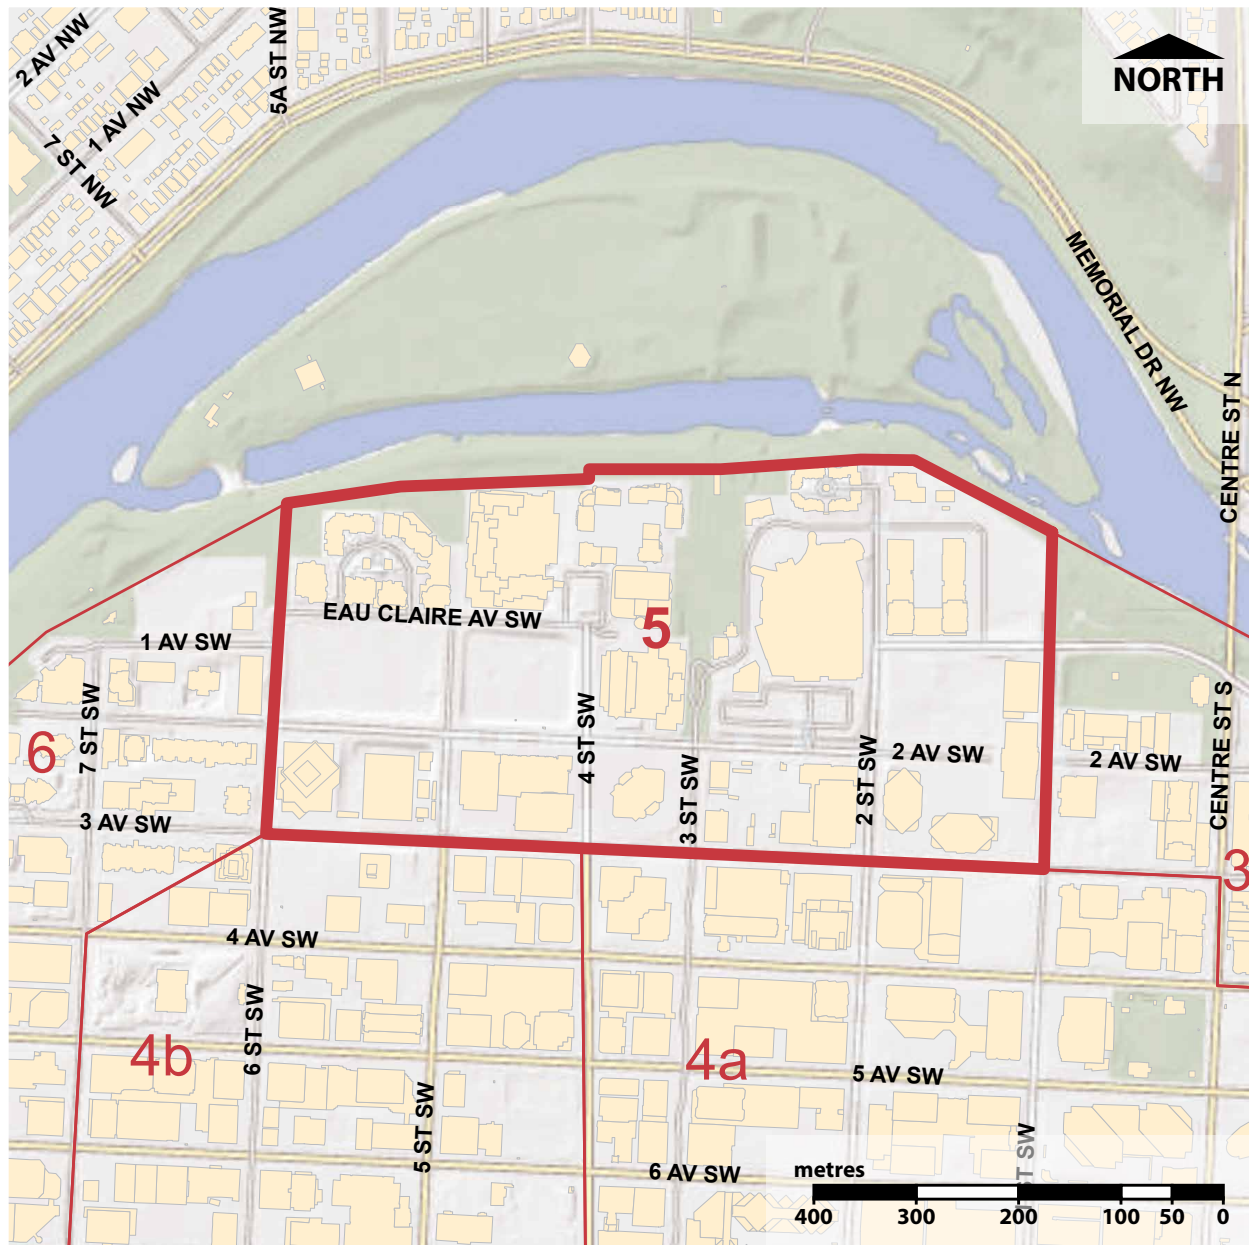 2 AV NW
5A ST NW
NORTH
1 AV NW
7 ST NW
MEMORIAL DR NW
CENTRE ST N
EAU CLAIRE AV SW
5
1 AV SW
7 ST SW
4 ST SW
CENTRE ST S
6
3 ST SW
2 ST SW
2 AV SW
2 AV SW
3 AV SW
3
4 AV SW
6 ST SW
4b
4a
5 AV SW
5 ST SW
6 AV SW
ST SW
metres
400 300 200 100 50 0